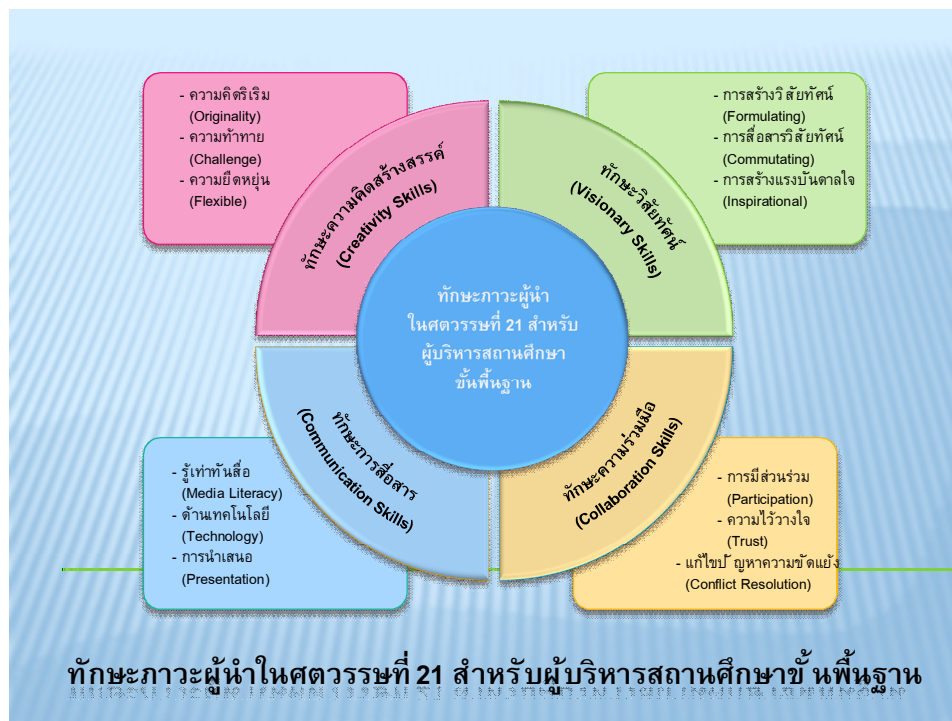 - ความคิดริเริ่ม
(Originality)
- ความท้าทาย
(Challenge)
- ความยืดหยุ่น
(Flexible)
ทักษะความคิดสร้างสรรค์
(Creativity Skills)
- การสร้างวิสัยทัศน์
(Formulating)
- การสื่อสารวิสัยทัศน์
(Commutating)
- การสร้างแรงบันดาลใจ
(Inspirational)
ทักษะวิสัยทัศน์
(Visionary Skills)
ทักษะภาวะผู้นำ
ในศตวรรษที่ 21 สำหรับ
ผู้บริหารสถานศึกษา
ขั้นพื้นฐาน
- รู้เท่าทันสื่อ
(Media Literacy)
- ด้านเทคโนโลยี
(Technology)
- การนำเสนอ
(Presentation)
ทักษะการสื่อสาร
(Communication Skills)
- การมีส่วนร่วม
(Participation)
- ความไว้วางใจ
(Trust)
- แก้ไขปัญหาความขัดแย้ง
(Conflict Resolution)
ทักษะความร่วมมือ
(Collaboration Skills)
ทักษะภาวะผู้นำในศตวรรษที่ 21 สำหรับผู้บริหารสถานศึกษาขั้นพื้นฐาน